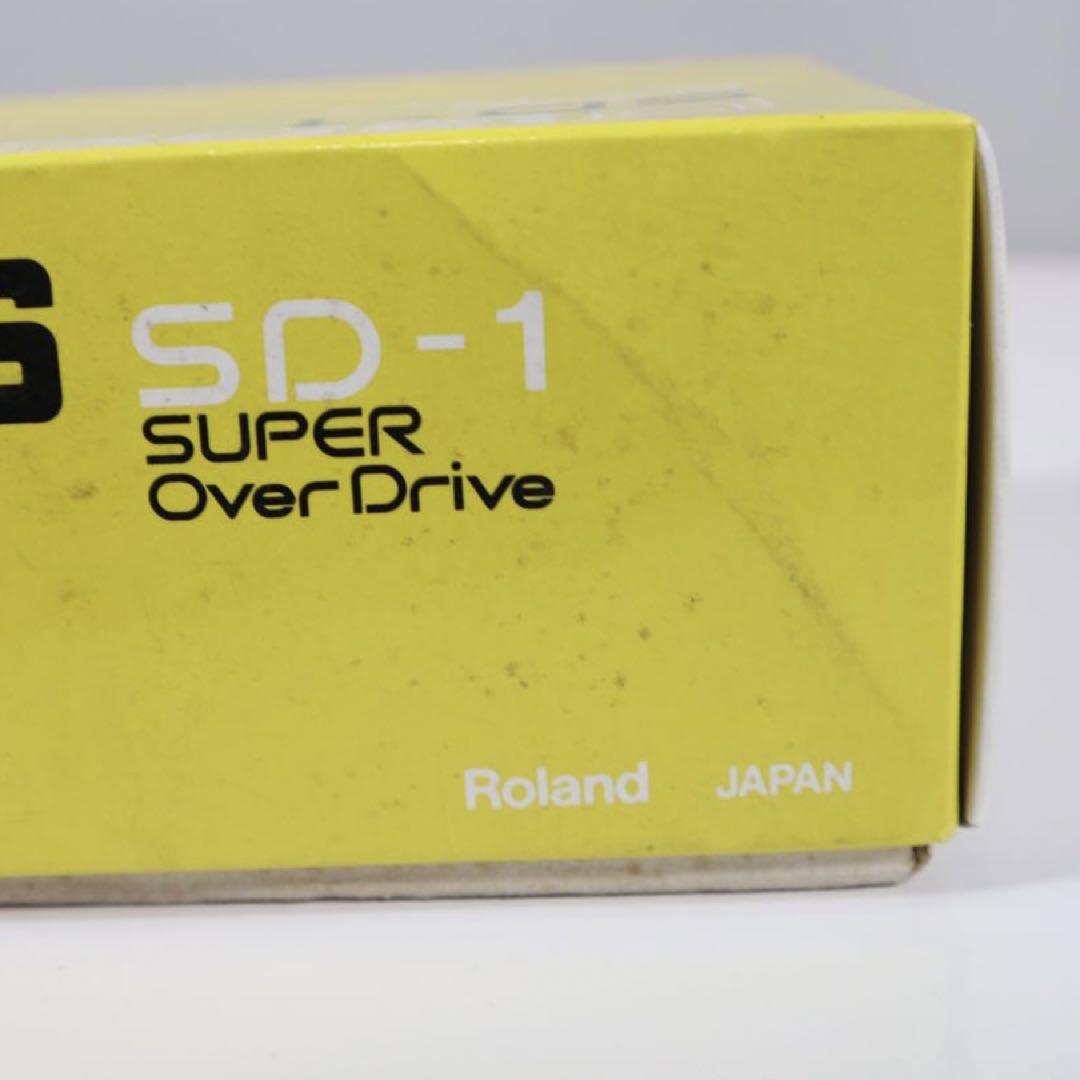 S SD-1
SUPER
Over Drive
Roland JAPAN